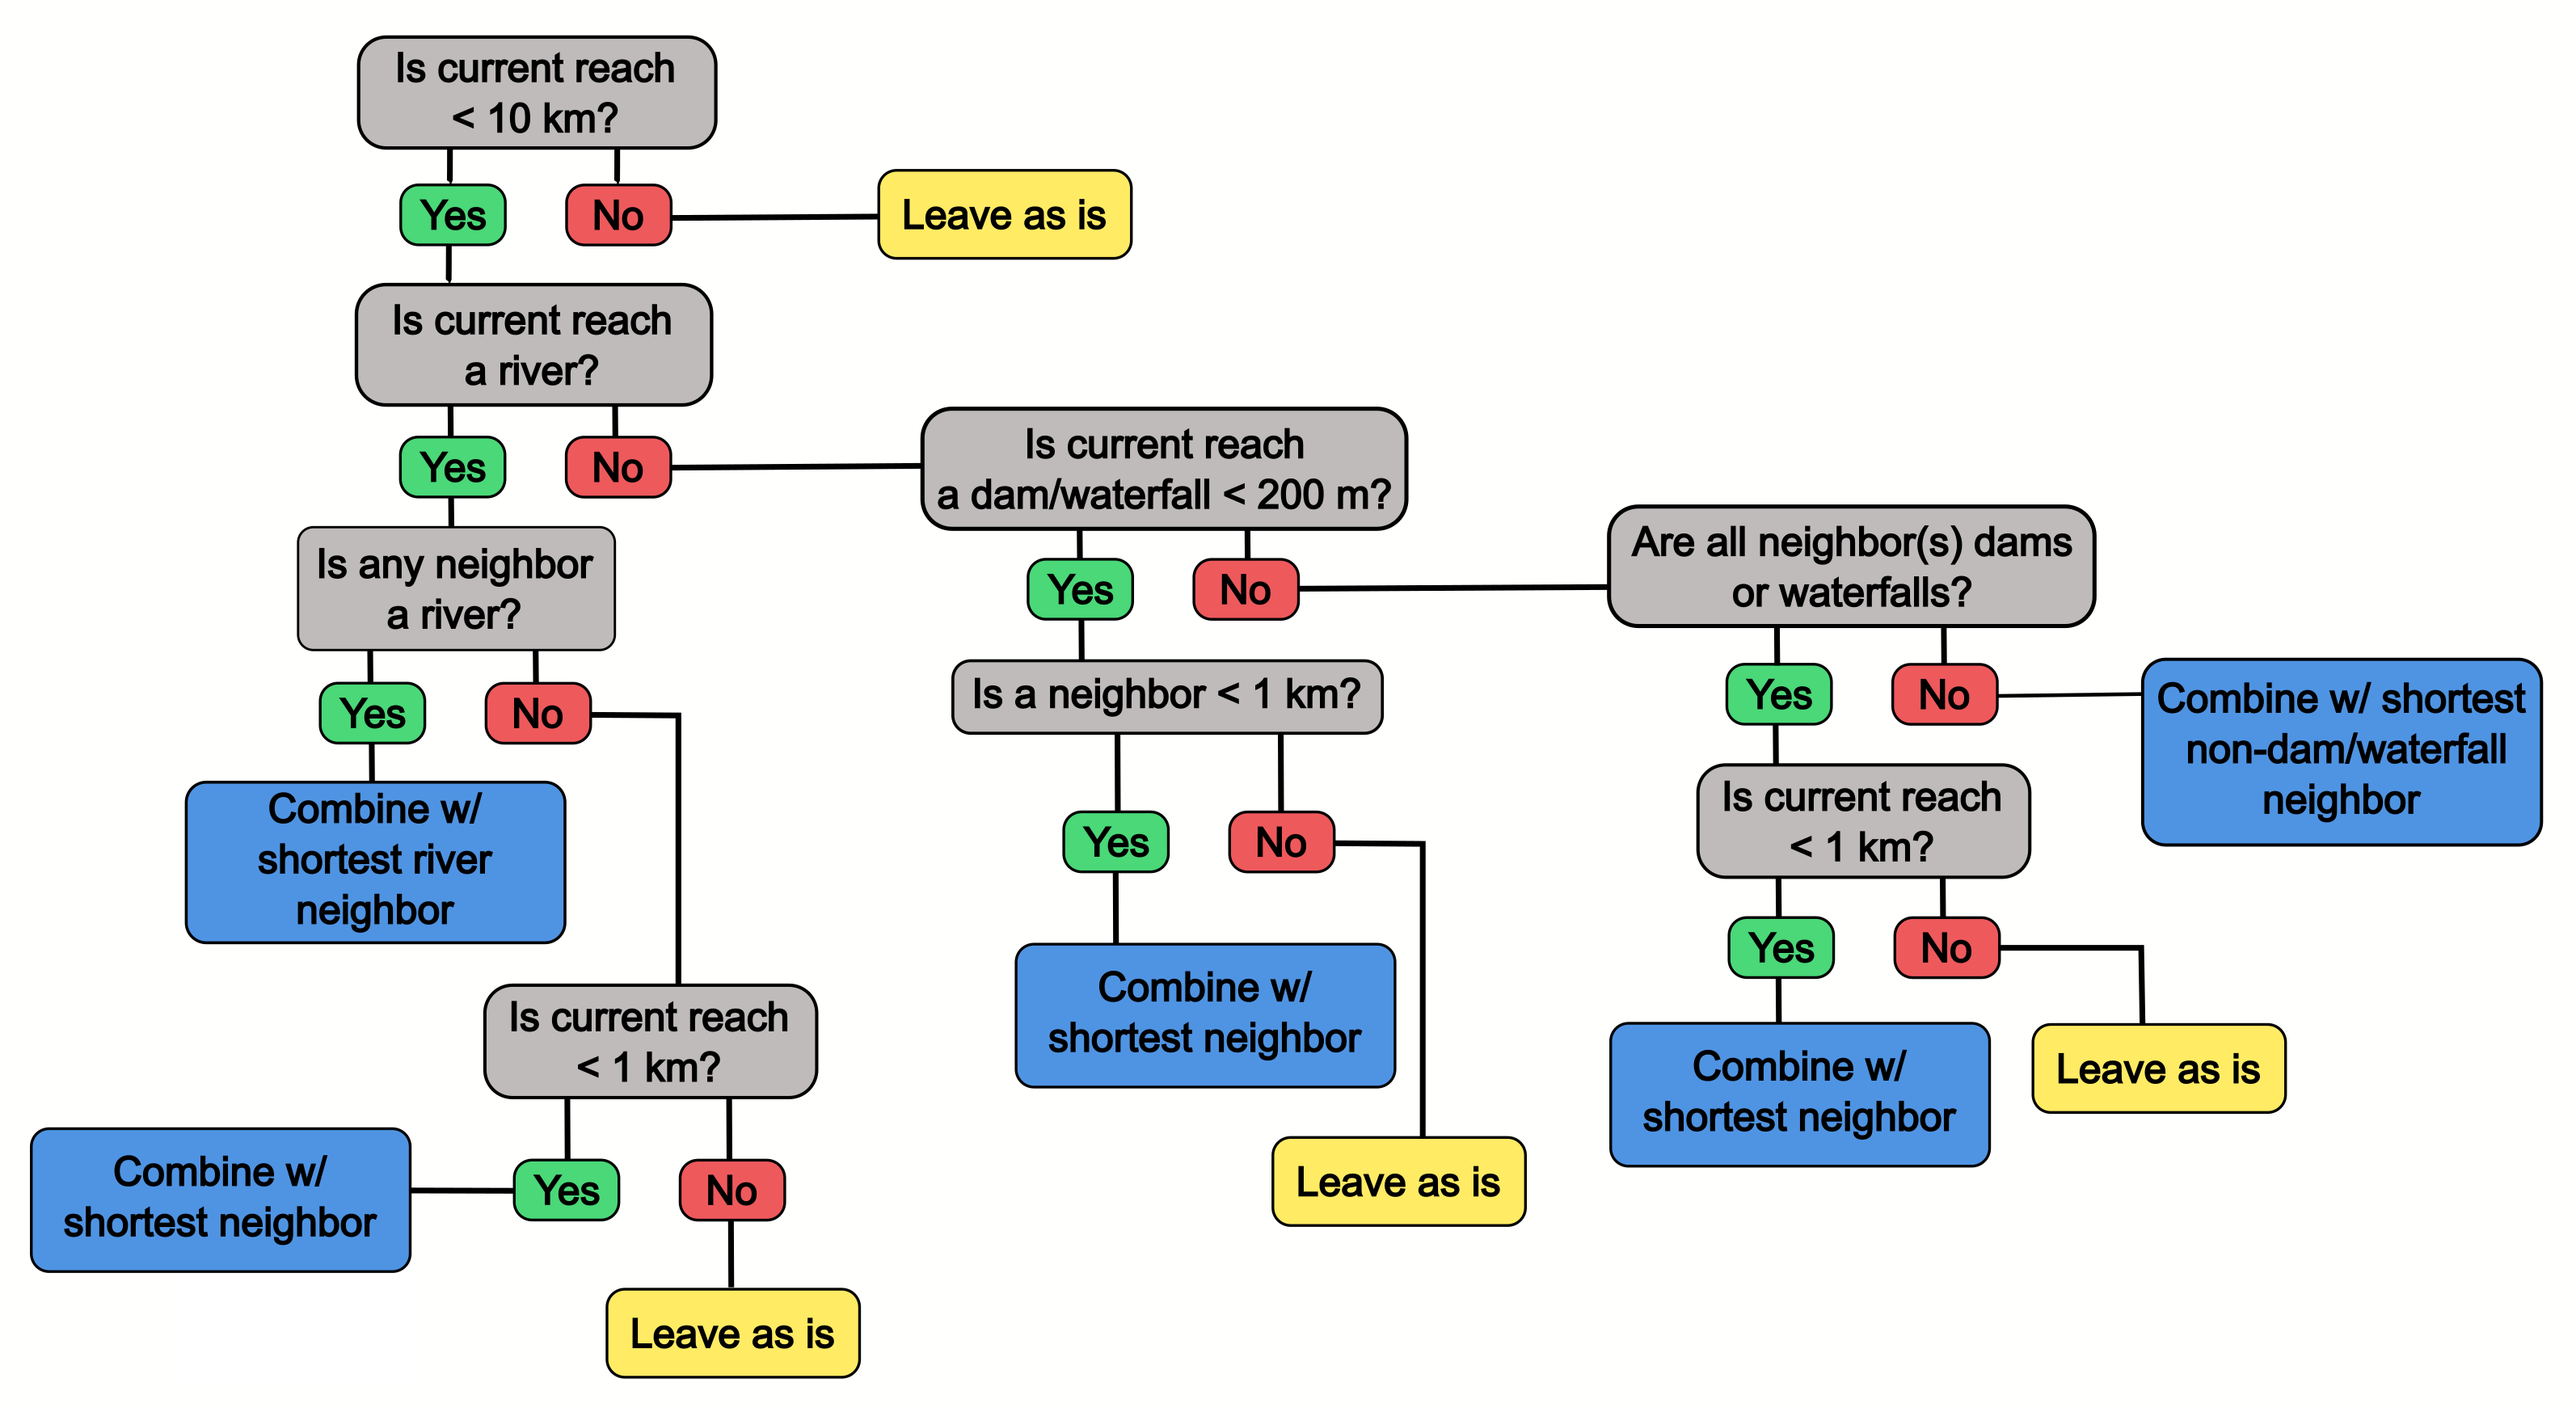 Is current reach
< 10 km?
Yes
No
Leave as is
Is current reach
a river?
Yes
No
Is current reach
a dam/waterfall < 200 m?
Yes
No
Are all neighbor(s) dams
or waterfalls?
Yes
No
Combine w/ shortest
non-dam/waterfall
neighbor
Is any neighbor
a river?
Yes
No
Combine w/
shortest river
neighbor
Is a neighbor < 1 km?
Yes
No
Combine w/
shortest neighbor
Leave as is
Is current reach
< 1 km?
Yes
No
Combine w/
shortest neighbor
Leave as is
Is current reach
< 1 km?
Yes
No
Combine w/
shortest neighbor
Leave as is